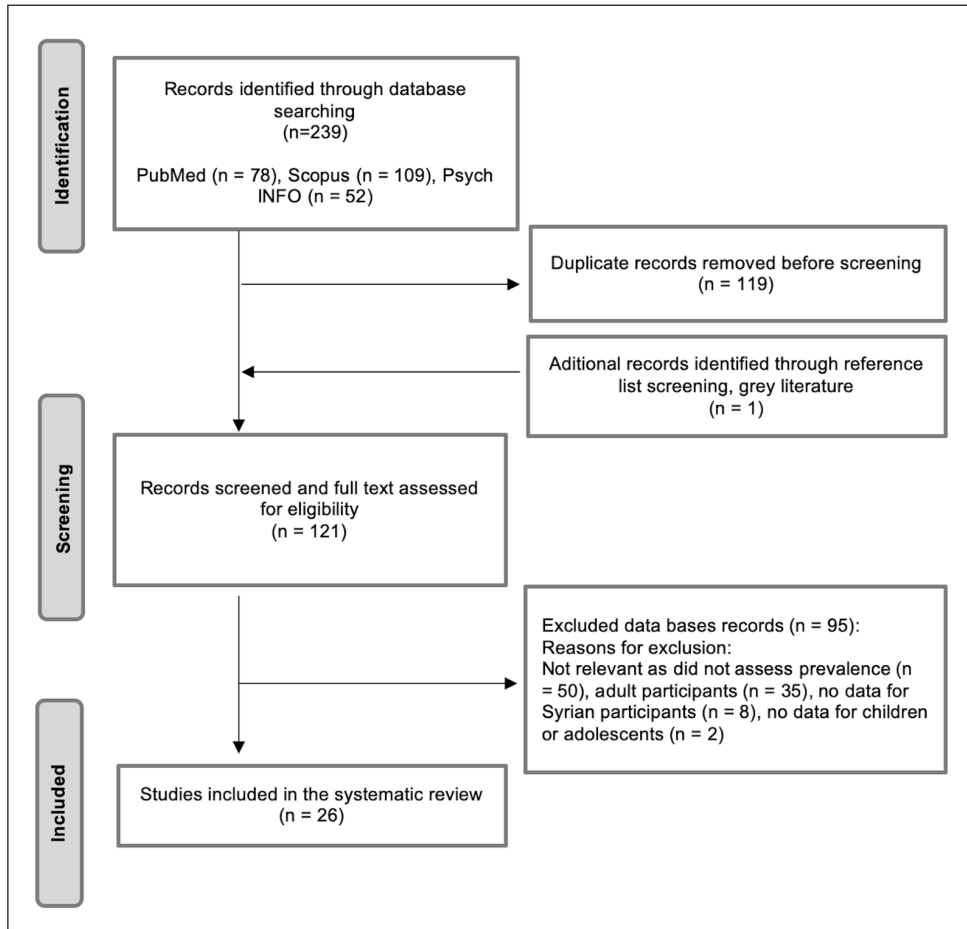 Identification
Records identified through database
searching
(n=239)
PubMed (n = 78), Scopus (n = 109), Psych
INFO (n = 52)
Duplicate records removed before screening
(n = 119)
Aditional records identified through reference
list screening, grey literature
(n = 1)
Screening
Records screened and full text assessed
for eligibility
(n = 121)
Excluded data bases records (n = 95):
Reasons for exclusion:
Not relevant as did not assess prevalence (n
= 50), adult participants (n = 35), no data for
Syrian participants (n = 8), no data for children
or adolescents (n = 2)
Included
Studies included in the systematic review
(n = 26)